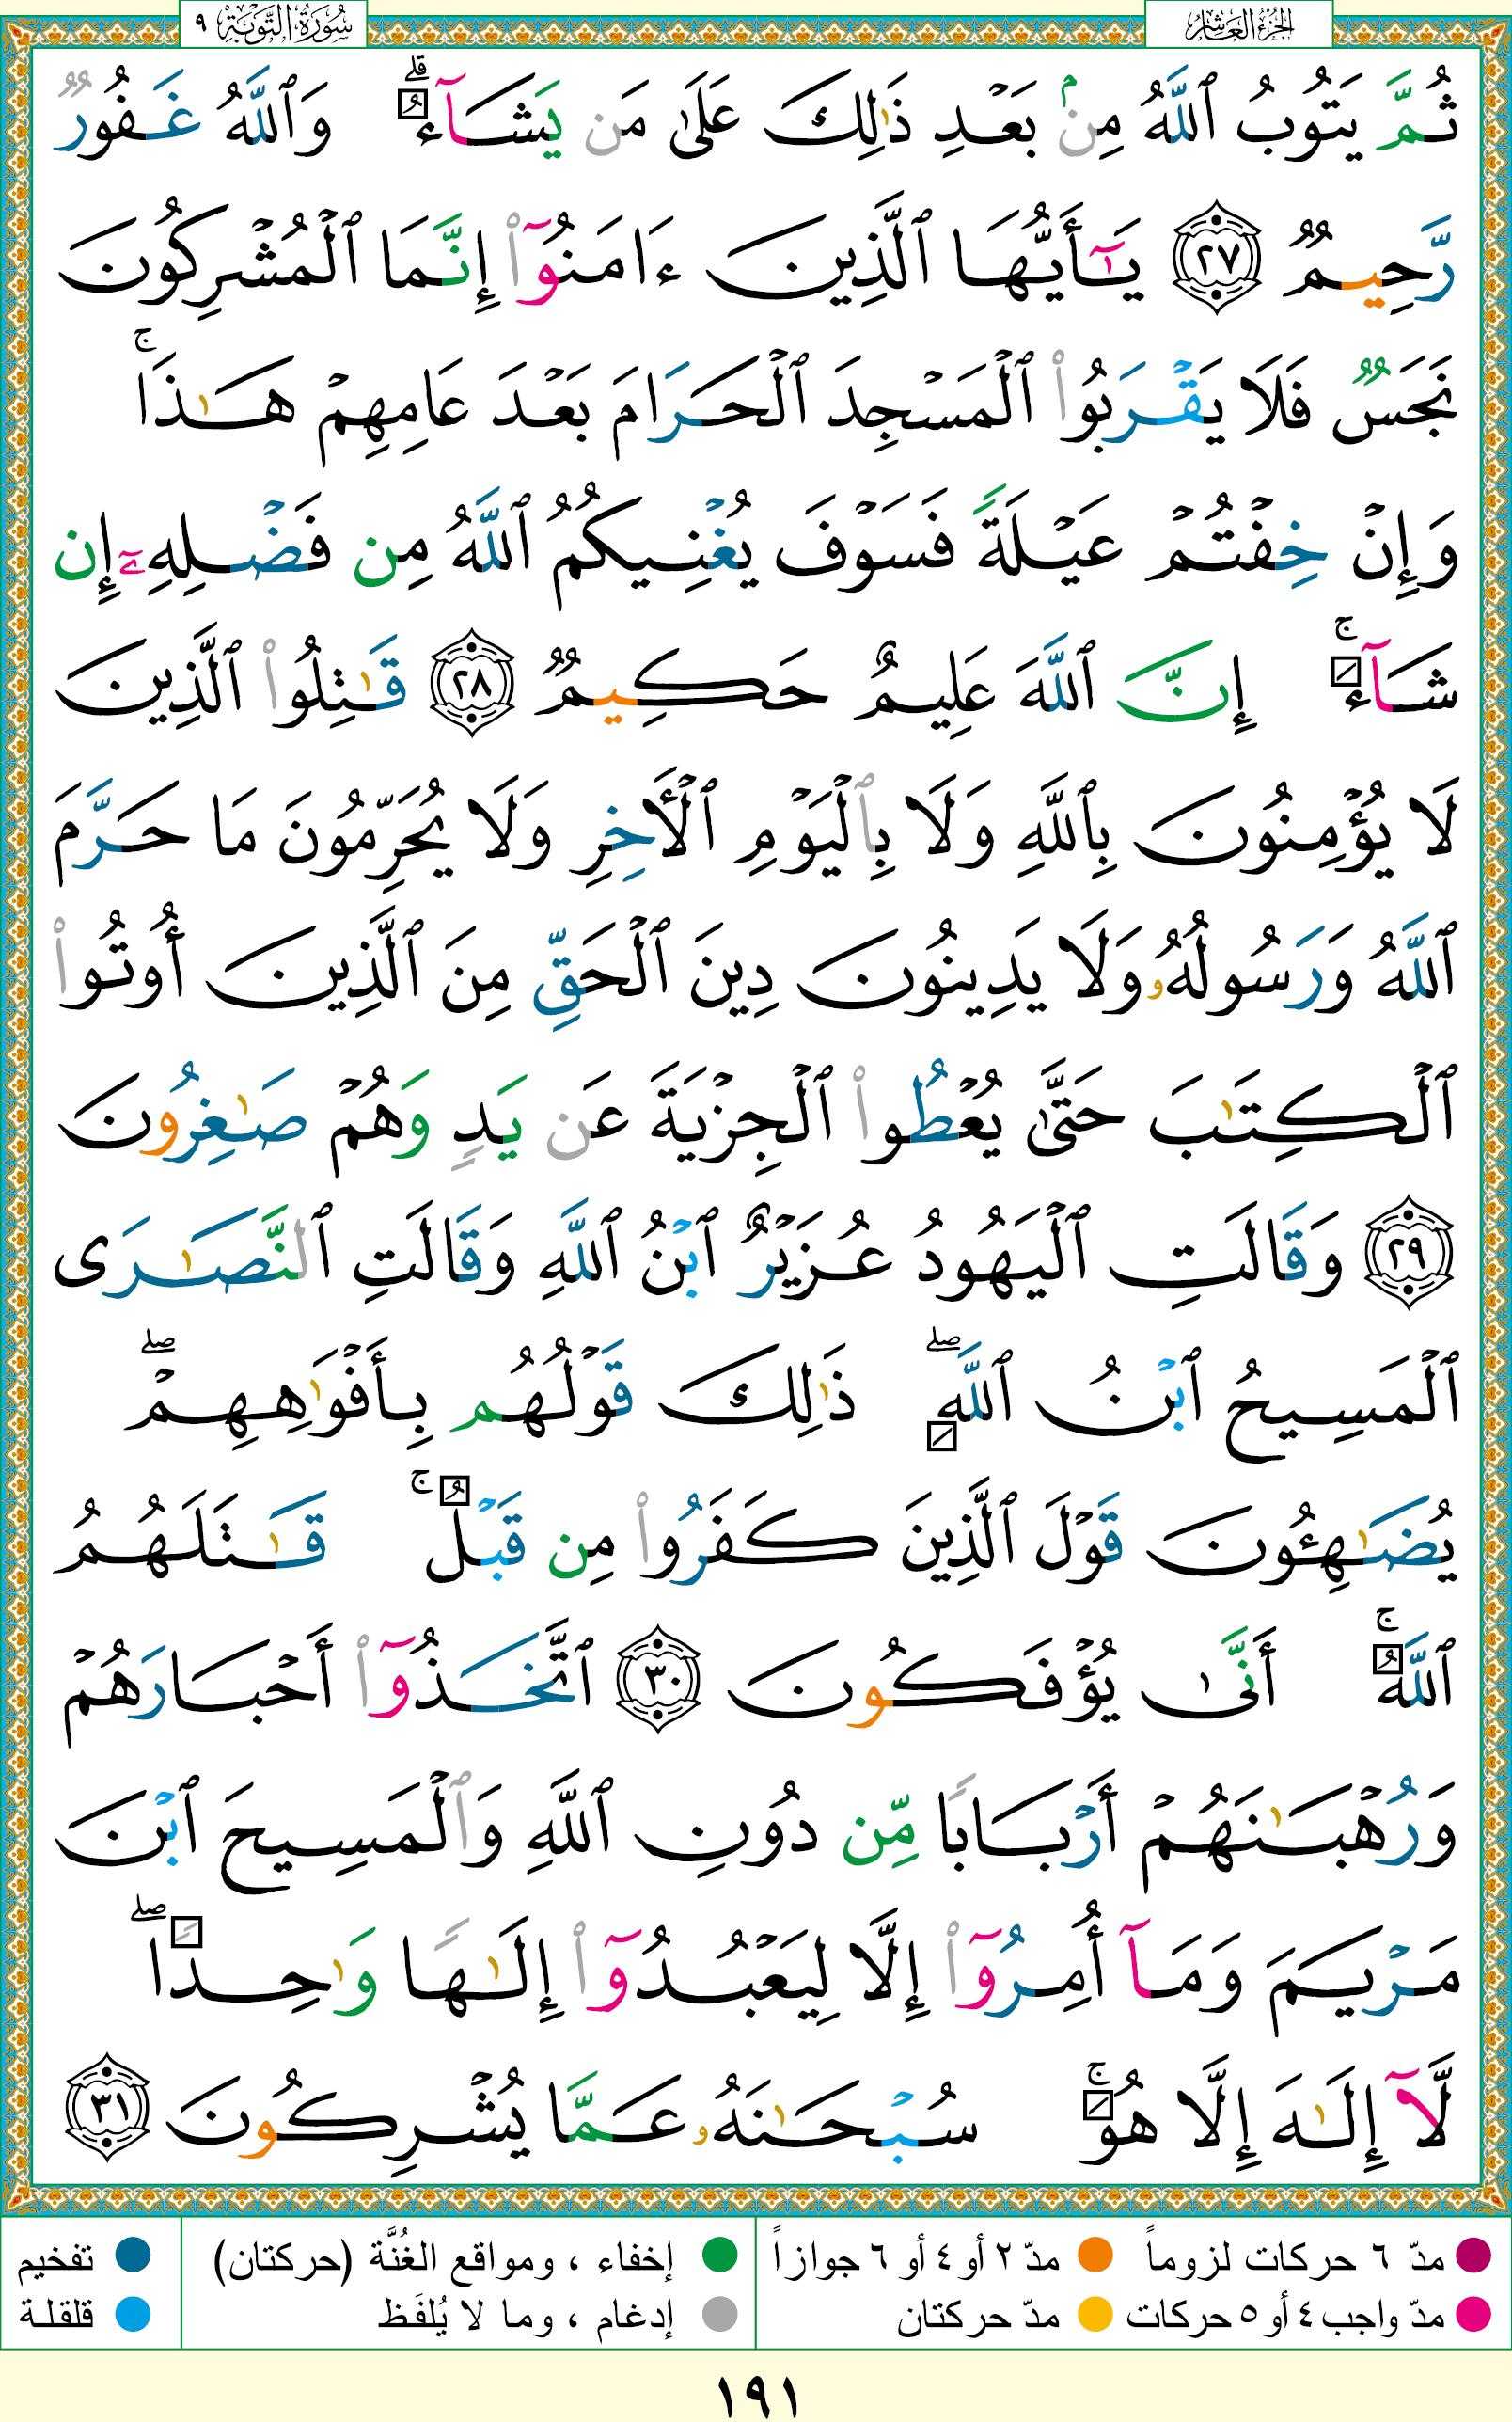 الجزء العاشر
سورة التوبة ٩
ثُمَّ يَتُوبُ ٱللَّهُ مِنۢ بَعۡدِ ذَٰلِكَ عَلَىٰ مَن يَشَآءُۗ وَٱللَّهُ غَفُورٞ
رَّحِيمٞ ٢٧ يَٰٓأَيُّهَا ٱلَّذِينَ ءَامَنُوٓاْ إِنَّمَا ٱلۡمُشۡرِكُونَ
نَجَسٞ فَلَا يَقۡرَبُواْ ٱلۡمَسۡجِدَ ٱلۡحَرَامَ بَعۡدَ عَامِهِمۡ هَٰذَاۚ
وَإِنۡ خِفۡتُمۡ عَيۡلَةٗ فَسَوۡفَ يُغۡنِيكُمُ ٱللَّهُ مِن فَضۡلِهِۦٓ إِن
شَآءَۚ إِنَّ ٱللَّهَ عَلِيمٌ حَكِيمٞ ٢٨ قَٰتِلُواْ ٱلَّذِينَ
لَا يُؤۡمِنُونَ بِٱللَّهِ وَلَا بِٱلۡيَوۡمِ ٱلۡأٓخِرِ وَلَا يُحَرِّمُونَ مَا حَرَّمَ
ٱللَّهُ وَرَسُولُهُۥ وَلَا يَدِينُونَ دِينَ ٱلۡحَقِّ مِنَ ٱلَّذِينَ أُوتُواْ
ٱلۡكِتَٰبَ حَتَّىٰ يُعۡطُواْ ٱلۡجِزۡيَةَ عَن يَدٖ وَهُمۡ صَٰغِرُونَ
٢٩ وَقَالَتِ ٱلۡيَهُودُ عُزَيۡرٌ ٱبۡنُ ٱللَّهِ وَقَالَتِ ٱلنَّصَٰرَى
ٱلۡمَسِيحُ ٱبۡنُ ٱللَّهِۖ ذَٰلِكَ قَوۡلُهُم بِأَفۡوَٰهِهِمۡۖ
يُضَٰهِـُٔونَ قَوۡلَ ٱلَّذِينَ كَفَرُواْ مِن قَبۡلُۚ قَٰتَلَهُمُ
ٱللَّهُۚ أَنَّىٰ يُؤۡفَكُونَ ٣٠ ٱتَّخَذُوٓاْ أَحۡبَارَهُمۡ
وَرُهۡبَٰنَهُمۡ أَرۡبَابٗا مِّن دُونِ ٱللَّهِ وَٱلۡمَسِيحَ ٱبۡنَ
مَرۡيَمَ وَمَآ أُمِرُوٓاْ إِلَّا لِيَعۡبُدُوٓاْ إِلَٰهٗا وَٰحِدٗاۖ
لَّآ إِلَٰهَ إِلَّا هُوَۚ سُبۡحَٰنَهُۥ عَمَّا يُشۡرِكُونَ ٣١
مدّ ٦ حركات لزوماً مدّ ٢ أو ٤ أو ٦ جوازاً إخفاء ، ومواقع الغُنَّة (حركتان) تفخيم
مدّ واجب ٤ أو ٥ حركات مدّ حركتان إدغام ، وما لا يُلفَظ قلقلة
١٩١